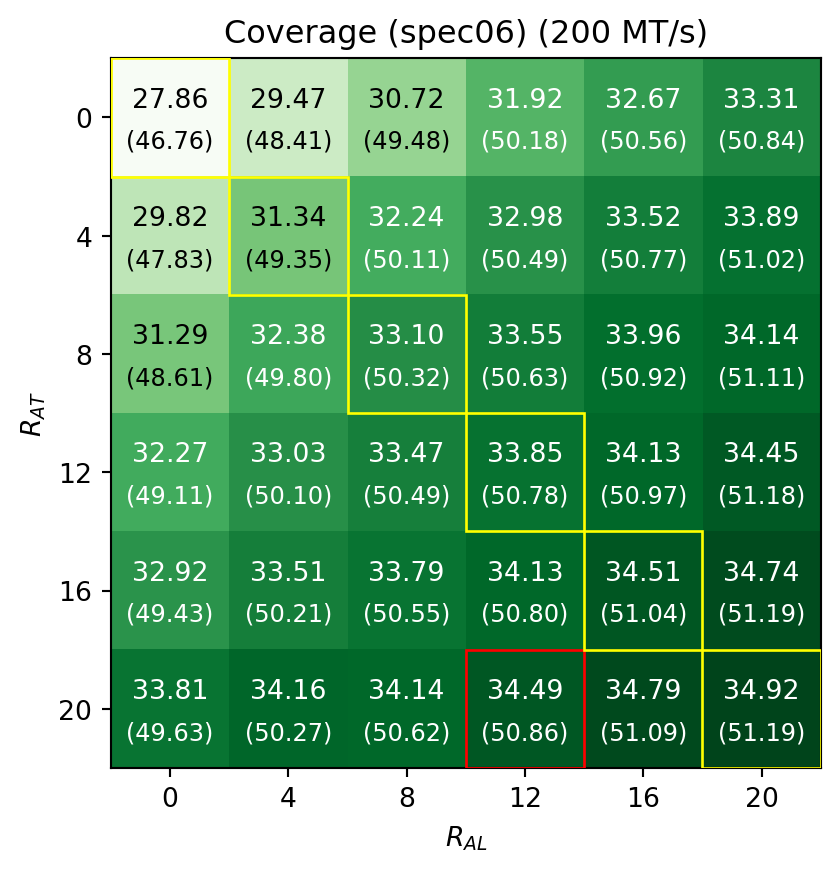 Coverage (spec06) (200 MT/s)
27.86 29.47 30.72 31.92 32.67 33.31
0
(46.76) (48.41) (49.48) (50.18) (50.56) (50.84)
29.82 31.34 32.24 32.98 33.52 33.89
4
(47.83) (49.35) (50.11) (50.49) (50.77) (51.02)
31.29 32.38 33.10 33.55 33.96 34.14
8
(48.61) (49.80) (50.32) (50.63) (50.92) (51.11)
R_{AT}
32.27 33.03 33.47 33.85 34.13 34.45
12
(49.11) (50.10) (50.49) (50.78) (50.97) (51.18)
32.92 33.51 33.79 34.13 34.51 34.74
16
(49.43) (50.21) (50.55) (50.80) (51.04) (51.19)
33.81 34.16 34.14 34.49 34.79 34.92
20
(49.63) (50.27) (50.62) (50.86) (51.09) (51.19)
0 4 8 12 16 20
R_{AL}